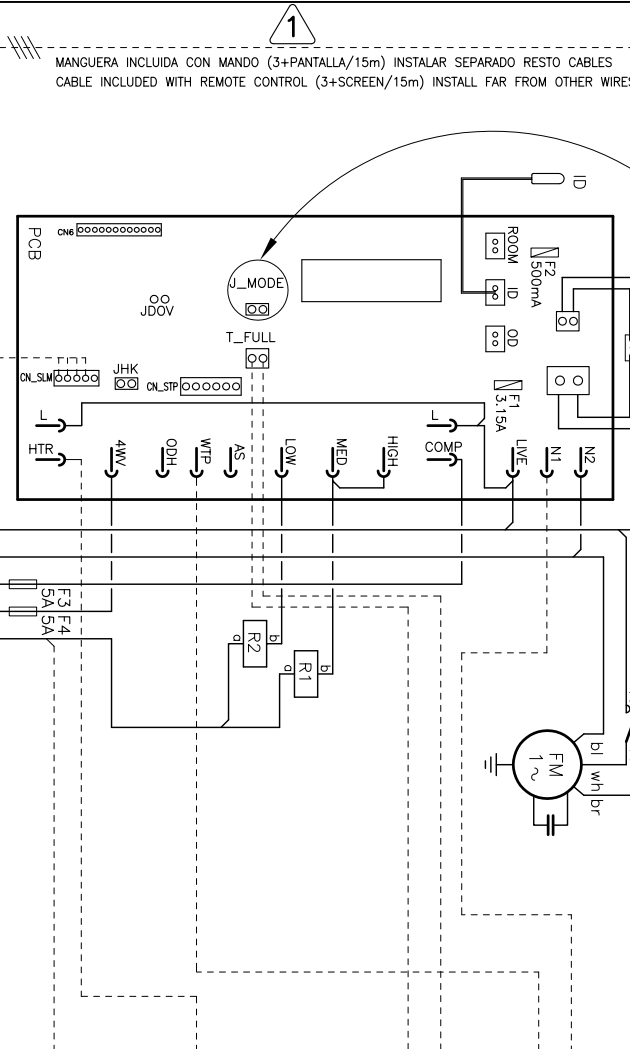 1
MANGUERA INCLUIDA CON MANDO (3+PANTALLA/15m) INSTALAR SEPARADO RESTO CABLES
CABLE INCLUDED WITH REMOTE CONTROL (3+SCREEN/15m) INSTALL FAR FROM OTHER WIRES
ID
PCB
CN6
ROOM
F2
500mA
J_MODE
ID
JDOV
T_FULL
OD
CN_SLM
JHK
CN_STP
F1
3.15A
L
L
HTR
4WV
ODH
WTP
AS
LOW
MED
HIGH
COMP
LIVE
N1
N2
F3
5A
F4
5A
a
R2
b
a
R1
b
FM
1~
bl
wh
br